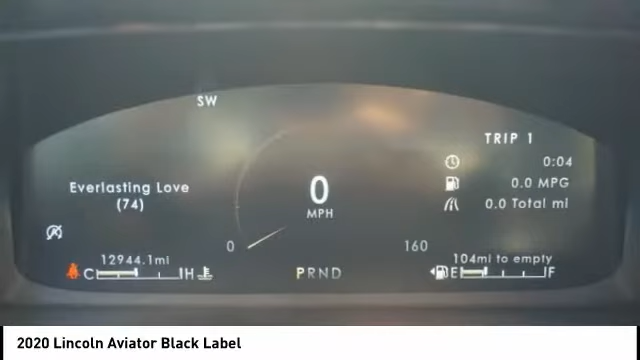 SW
TRIP 1
0:04
0.0 MPG
0.0 Total mi
Everlasting Love
(74)
0
MPH
0
160
12944.1mi
104mi to empty
C H
PRND
E F
2020 Lincoln Aviator Black Label